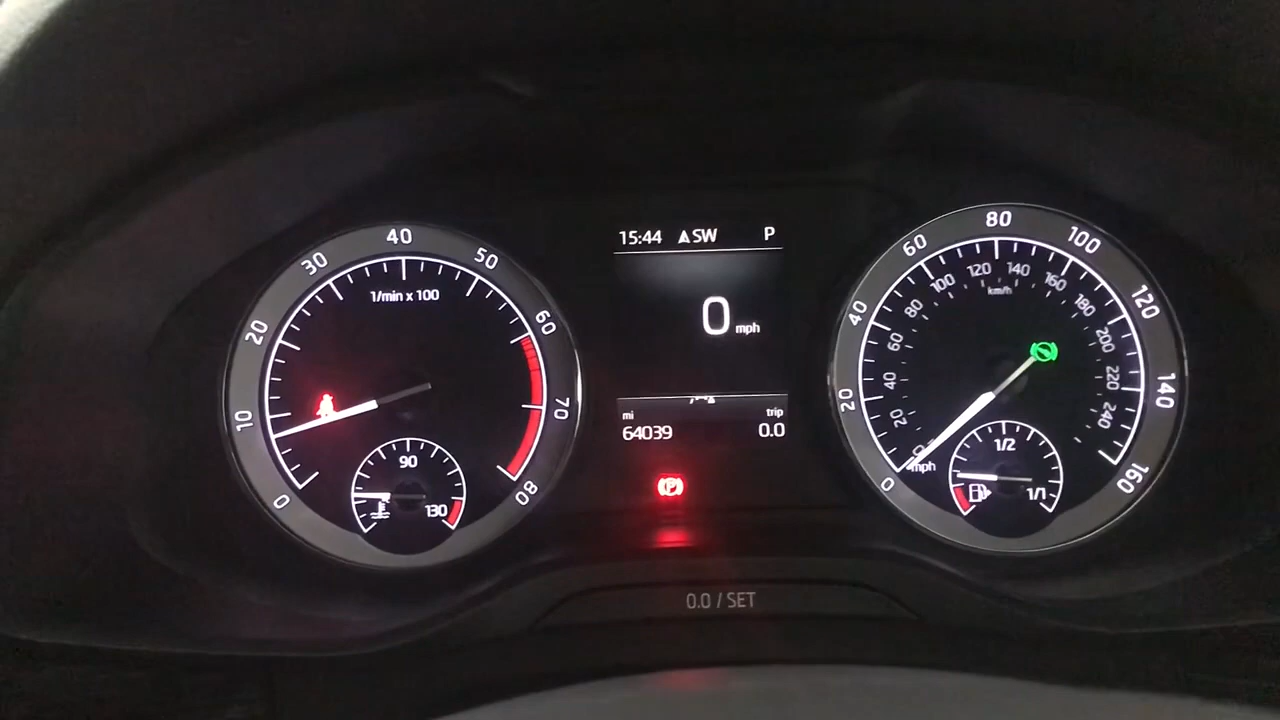 15:44 SW P
0 mph
mi trip
64039 0.0
0 10 20 30 40 50 60 70 80
1/min x 100
90
130
0 20 40 60 80 100 120 140 160
20 40 60 80 100 120 140 160 180 200 220 240
km/h
mph
1/2
1/1
P
0.0 / SET